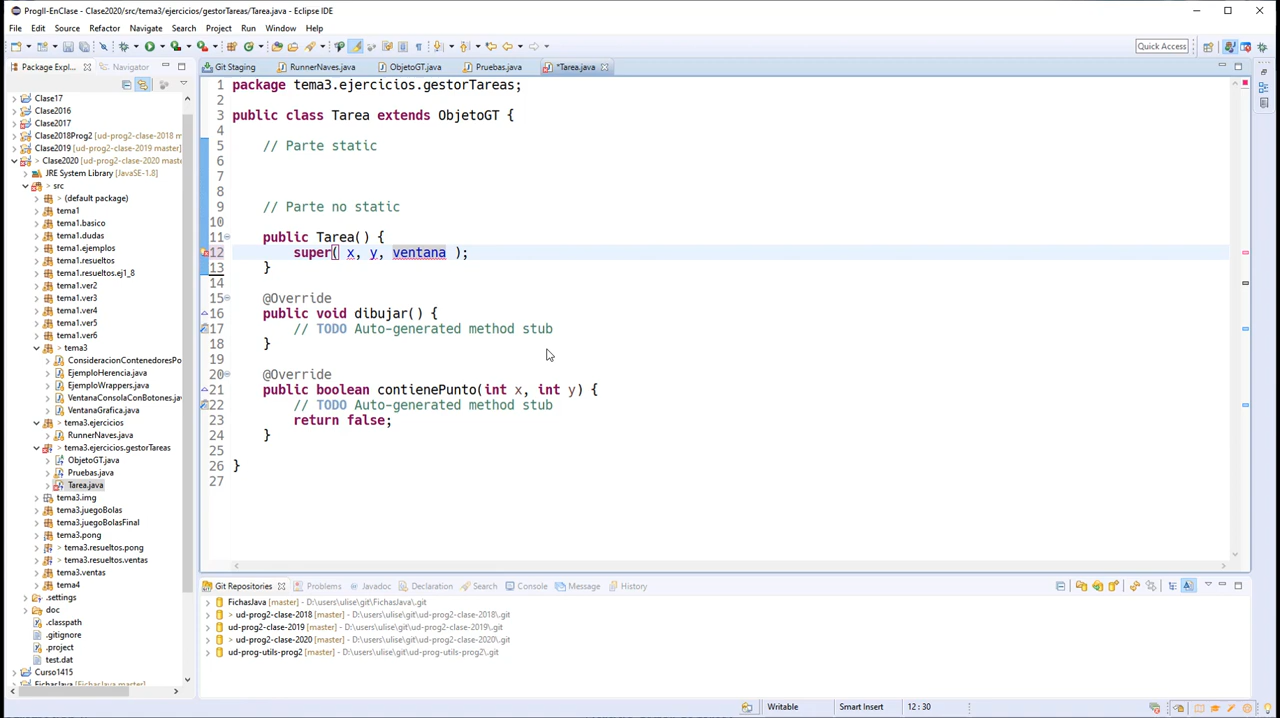 ProgII-EnClase - Clase2020/src/tema3/ejercicios/gestorTareas/Tarea.java - Eclipse IDE
File Edit Source Refactor Navigate Search Project Run Window Help
Quick Access
Package Expl... Navigator
Git Staging RunnerNaves.java ObjetoGT.java Pruebas.java *Tarea.java
Clase17
Clase2016
Clase2017
Clase2018Prog2 [ud-prog2-clase-2018 m
Clase2019 [ud-prog2-clase-2019 master]
> Clase2020 [ud-prog2-clase-2020 maste
JRE System Library [JavaSE-1.8]
> src
(default package)
tema1
tema1.basico
tema1.dudas
tema1.ejemplos
tema1.resueltos
tema1.resueltos.ej1_8
tema1.ver2
tema1.ver3
tema1.ver4
tema1.ver5
tema1.ver6
tema3
ConsideracionContenedoresPo
EjemploHerencia.java
EjemploWrappers.java
VentanaConsolaConBotones.jav
VentanaGrafica.java
tema3.ejercicios
RunnerNaves.java
> tema3.ejercicios.gestorTareas
ObjetoGT.java
Pruebas.java
Tarea.java
tema3.img
tema3.juegoBolas
tema3.juegoBolasFinal
tema3.pong
> tema3.resueltos.pong
> tema3.resueltos.ventas
tema3.ventas
tema4
.settings
doc
.classpath
.gitignore
.project
test.dat
Curso1415
1 package tema3.ejercicios.gestorTareas;
2
3 public class Tarea extends ObjetoGT {
4
5 // Parte static
6
7
8
9 // Parte no static
10
11 public Tarea() {
12 super( x, y, ventana );
13 }
14
15 @Override
16 public void dibujar() {
17 // TODO Auto-generated method stub
18 }
19
20 @Override
21 public boolean contienePunto(int x, int y) {
22 // TODO Auto-generated method stub
23 return false;
24 }
25
26 }
27
Git Repositories Problems Javadoc Declaration Search Console Message History
FichasJava [master] - D:\users\ulise\git\FichasJava\.git
> ud-prog2-clase-2018 [master] - D:\users\ulise\git\ud-prog2-clase-2018\.git
ud-prog2-clase-2019 [master] - D:\users\ulise\git\ud-prog2-clase-2019\.git
> ud-prog2-clase-2020 [master] - D:\users\ulise\git\ud-prog2-clase-2020\.git
ud-prog-utils-prog2 [master] - D:\users\ulise\git\ud-prog-utils-prog2\.git
Writable Smart Insert 12 : 30